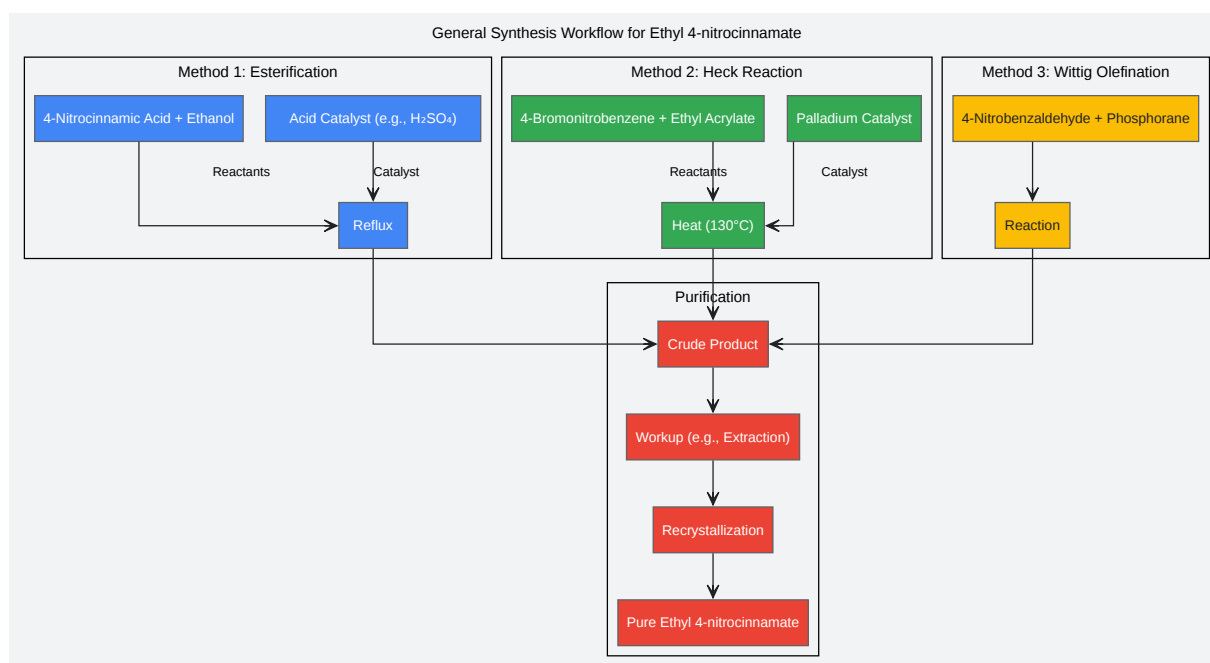 General Synthesis Workflow for Ethyl 4-nitrocinnamate
Method 1: Esterification
4-Nitrocinnamic Acid + Ethanol
Acid Catalyst (e.g., H₂SO₄)
Reactants
Catalyst
Reflux
Method 2: Heck Reaction
4-Bromonitrobenzene + Ethyl Acrylate
Palladium Catalyst
Reactants
Catalyst
Heat (130°C)
Method 3: Wittig Olefination
4-Nitrobenzaldehyde + Phosphorane
Reaction
Purification
Crude Product
Workup (e.g., Extraction)
Recrystallization
Pure Ethyl 4-nitrocinnamate